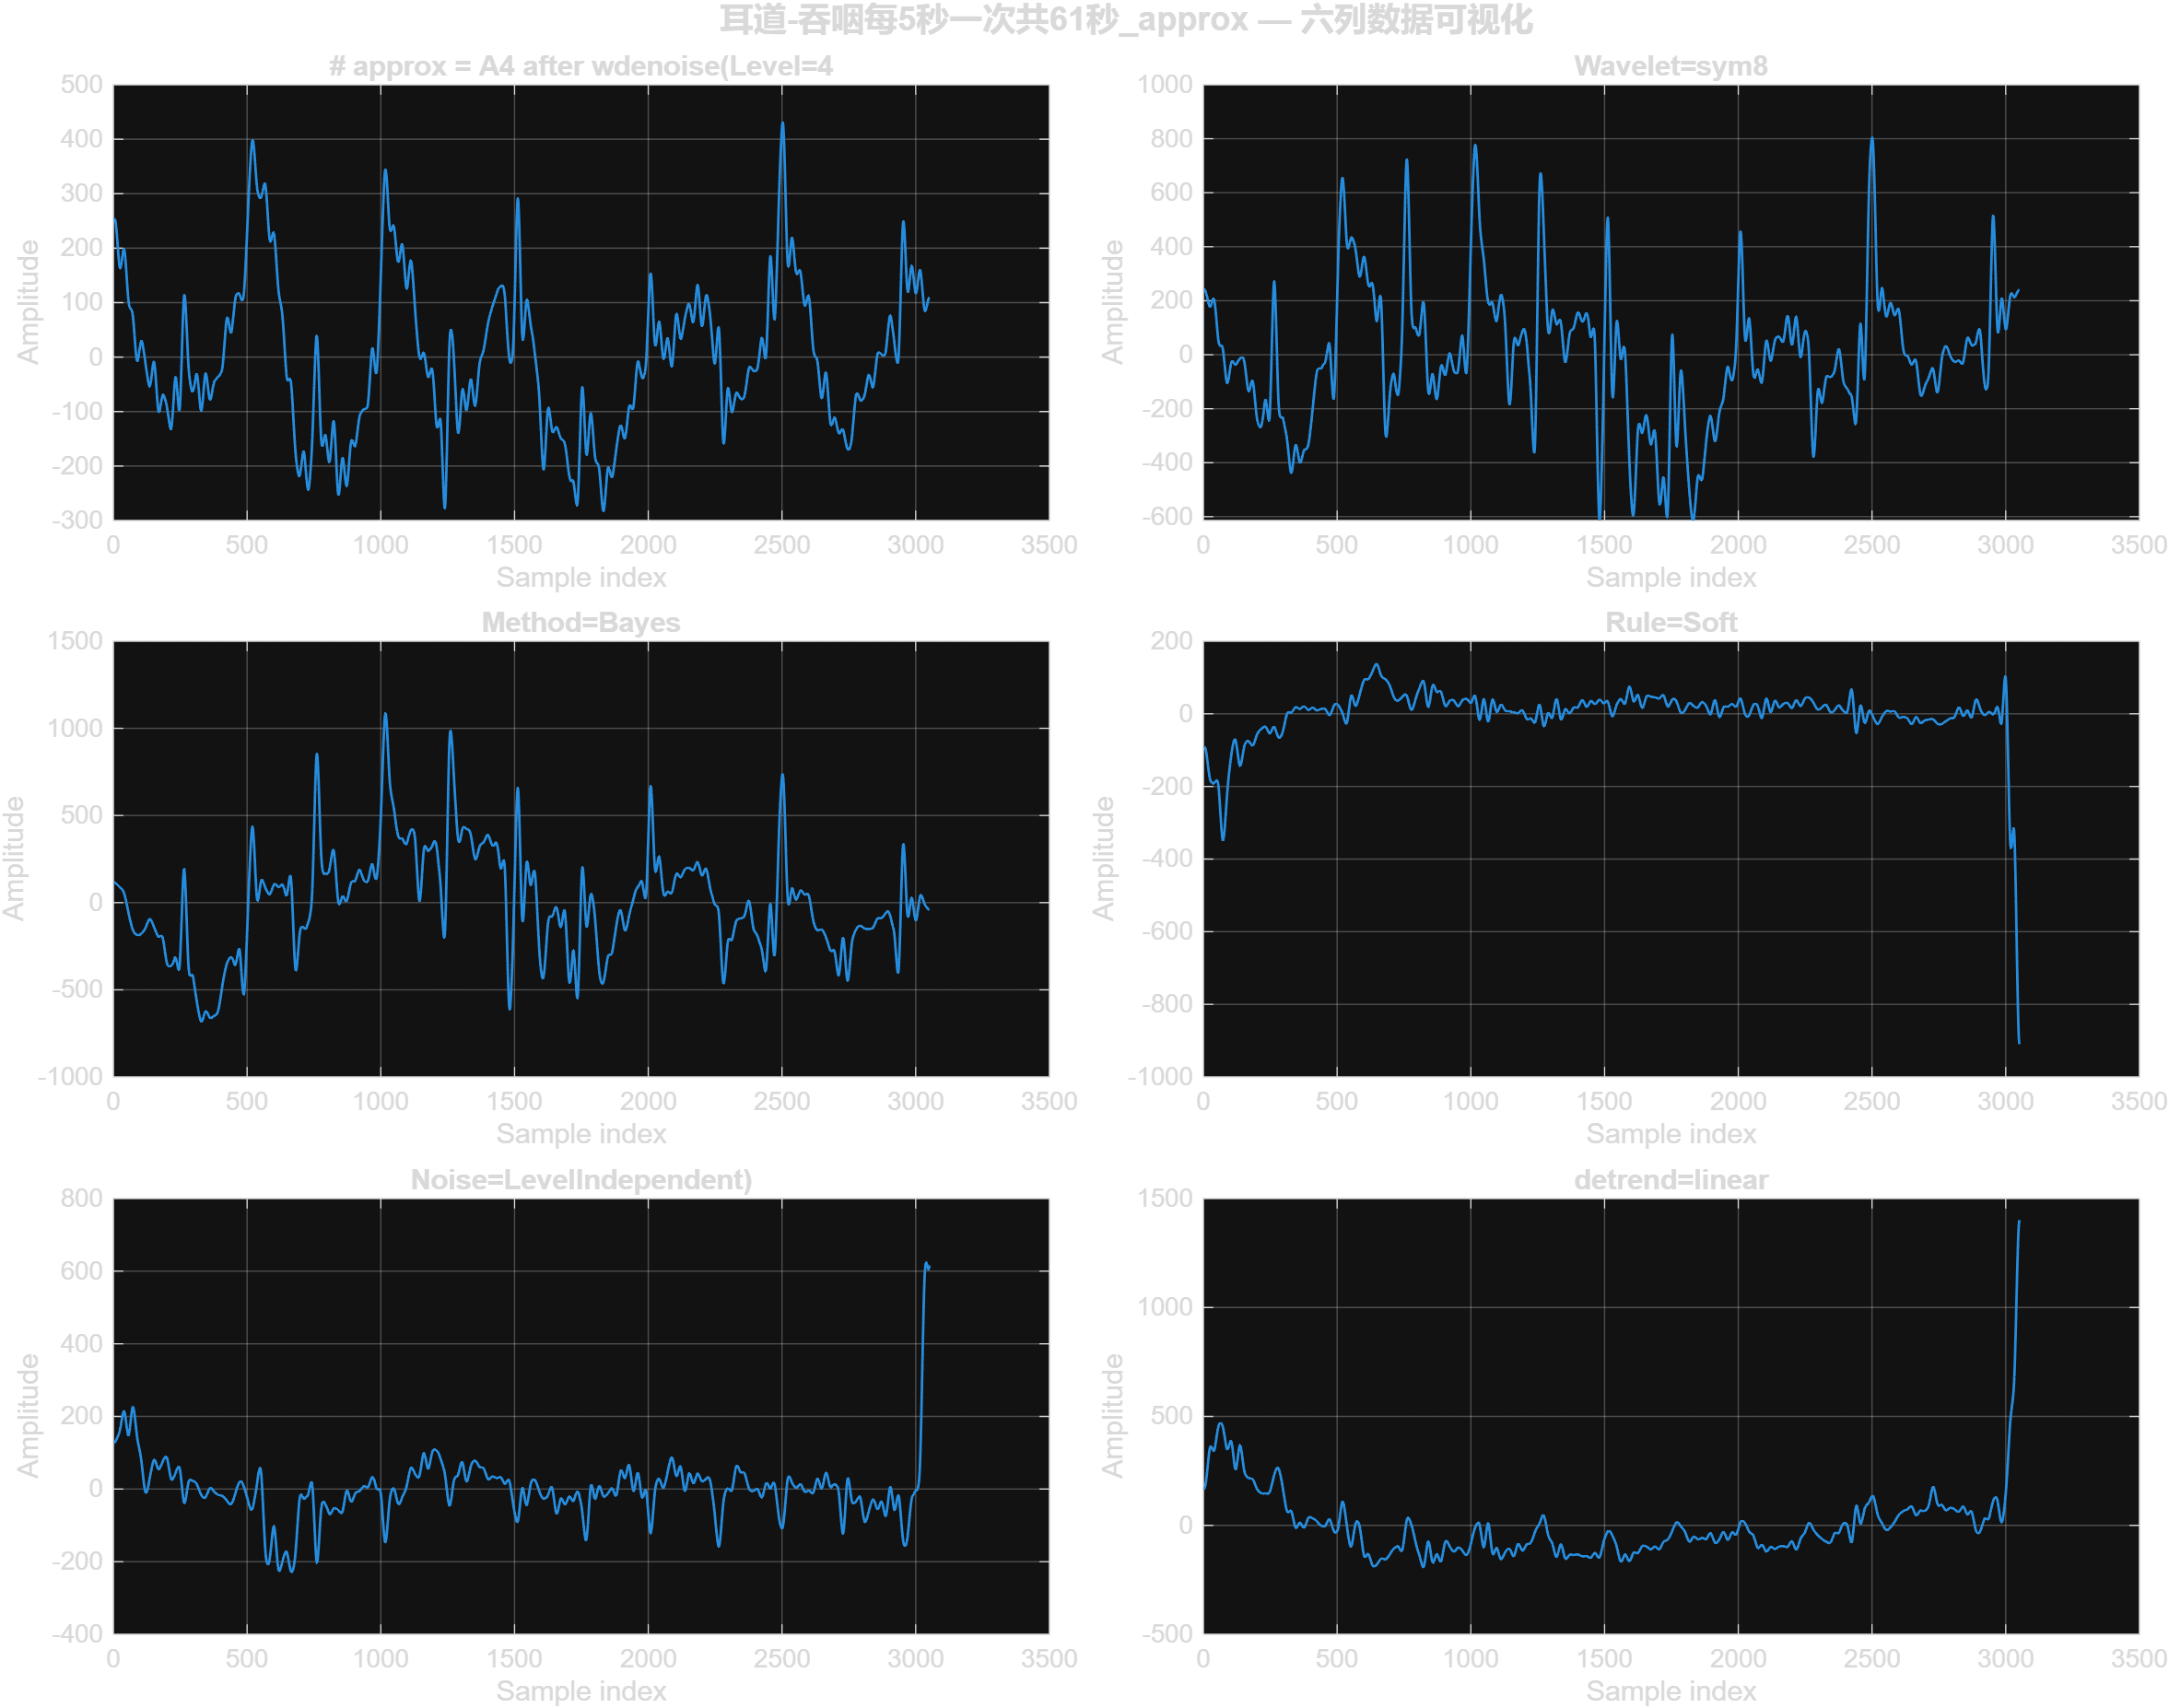 耳道-吞咽每5秒一次共61秒_approx — 六列数据可视化
# approx = A4 after wdenoise(Level=4
500
400
300
200
100
0
-100
-200
-300
Amplitude
0 500 1000 1500 2000 2500 3000 3500
Sample index
Wavelet=sym8
1000
800
600
400
200
0
-200
-400
-600
Amplitude
0 500 1000 1500 2000 2500 3000 3500
Sample index
Method=Bayes
1500
1000
500
0
-500
-1000
Amplitude
0 500 1000 1500 2000 2500 3000 3500
Sample index
Rule=Soft
200
0
-200
-400
-600
-800
-1000
Amplitude
0 500 1000 1500 2000 2500 3000 3500
Sample index
Noise=LevelIndependent)
800
600
400
200
0
-200
-400
Amplitude
0 500 1000 1500 2000 2500 3000 3500
Sample index
detrend=linear
1500
1000
500
0
-500
Amplitude
0 500 1000 1500 2000 2500 3000 3500
Sample index